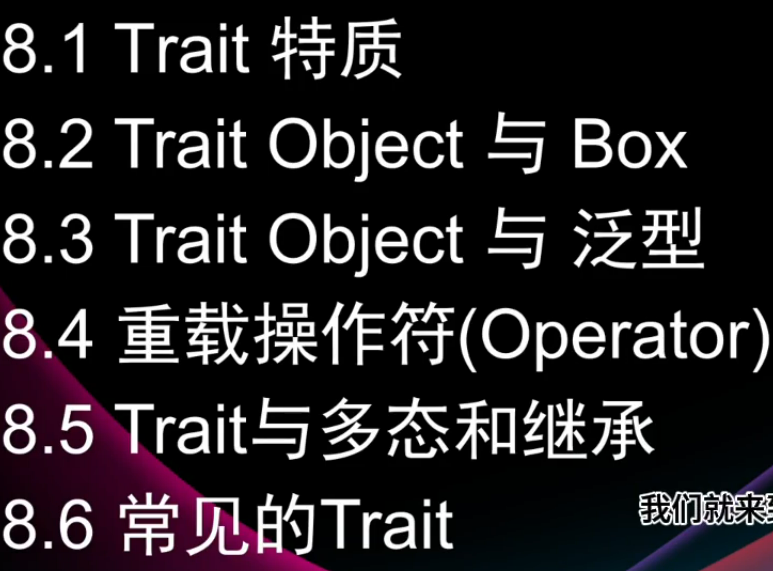 8.1 Trait 特质
8.2 Trait Object 与 Box
8.3 Trait Object 与 泛型
8.4 重载操作符(Operator)
8.5 Trait与多态和继承
8.6 常见的Trait
我们就来到